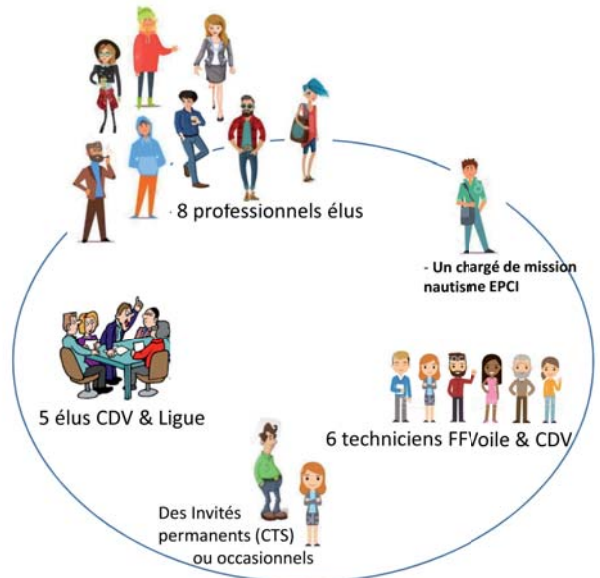 - 8 professionnels élus
- Un chargé de mission
nautisme EPCI
5 élus CDV & Ligue
6 techniciens FFVoile & CDV
Des Invités
permanents (CTS)
ou occasionnels